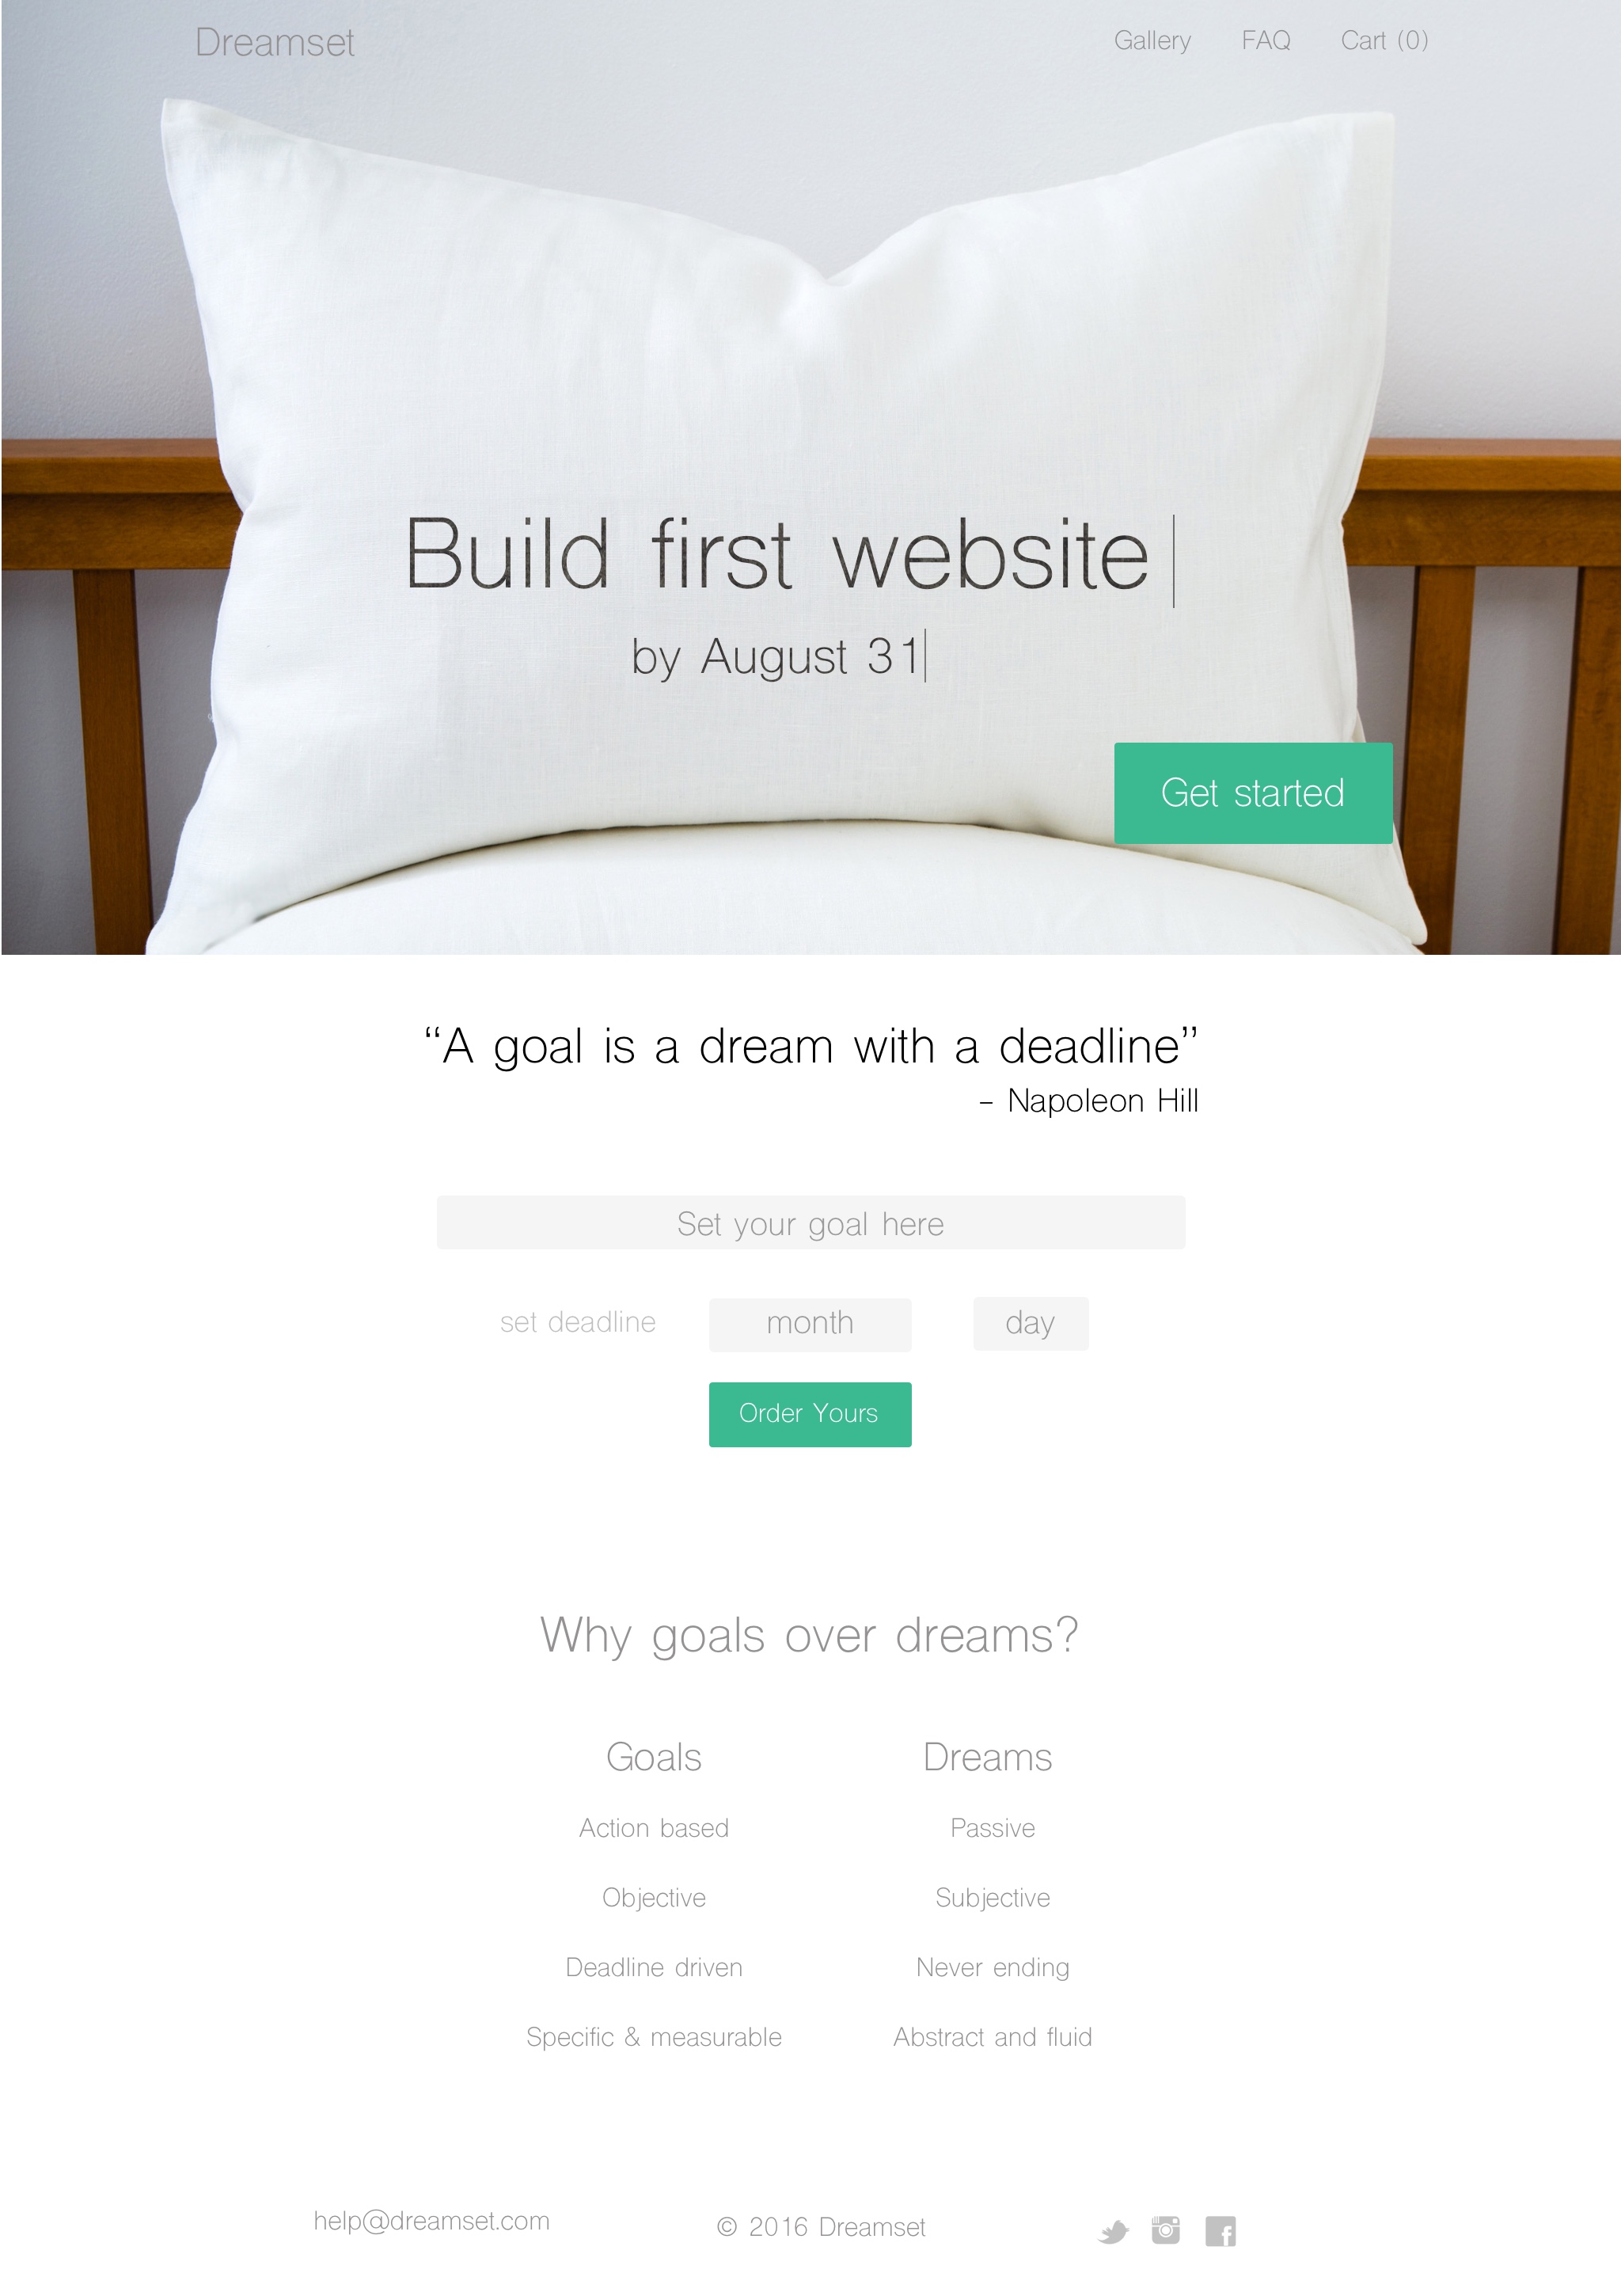 Dreamset
Gallery FAQ Cart (0)
Build first website
by August 31
Get started
“A goal is a dream with a deadline”
– Napoleon Hill
Set your goal here
set deadline month day
Order Yours
Why goals over dreams?
Goals Dreams
Action based Passive
Objective Subjective
Deadline driven Never ending
Specific & measurable Abstract and fluid
help@dreamset.com © 2016 Dreamset